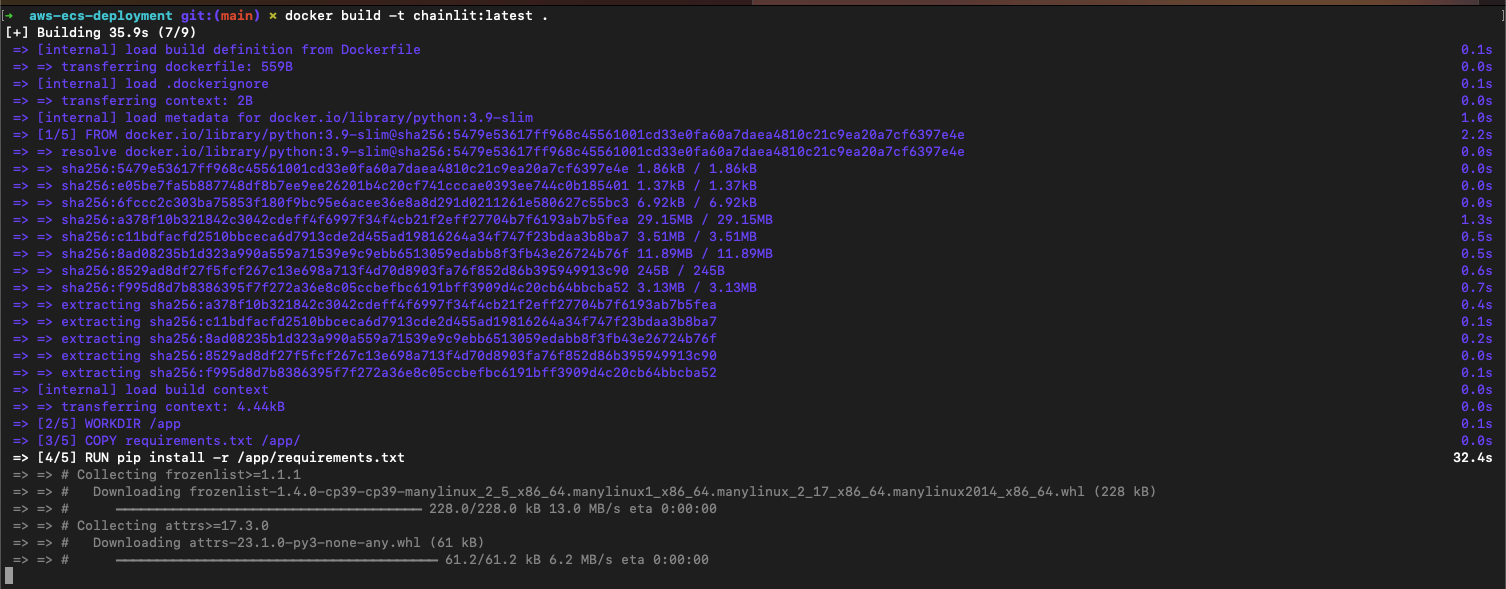 [→  aws-ecs-deployment git:(main) × docker build -t chainlit:latest . ]
[+] Building 35.9s (7/9)
=> [internal] load build definition from Dockerfile 0.1s
=> => transferring dockerfile: 559B 0.0s
=> [internal] load .dockerignore 0.1s
=> => transferring context: 2B 0.0s
=> [internal] load metadata for docker.io/library/python:3.9-slim 1.0s
=> [1/5] FROM docker.io/library/python:3.9-slim@sha256:5479e53617ff968c45561001cd33e0fa60a7daea4810c21c9ea20a7cf6397e4e 2.2s
=> => resolve docker.io/library/python:3.9-slim@sha256:5479e53617ff968c45561001cd33e0fa60a7daea4810c21c9ea20a7cf6397e4e 0.0s
=> => sha256:5479e53617ff968c45561001cd33e0fa60a7daea4810c21c9ea20a7cf6397e4e 1.86kB / 1.86kB 0.0s
=> => sha256:e05be7fa5b887748df8b7ee9ee26201b4c20cf741cccae0393ee744c0b185401 1.37kB / 1.37kB 0.0s
=> => sha256:6fccc2c303ba75853f180f9bc95e6acee36e8a8d291d0211261e580627c55bc3 6.92kB / 6.92kB 0.0s
=> => sha256:a378f10b321842c3042cdeff4f6997f34f4cb21f2eff27704b7f6193ab7b5fea 29.15MB / 29.15MB 1.3s
=> => sha256:c11bdfacfd2510bbceca6d7913cde2d455ad19816264a34f747f23bdaa3b8ba7 3.51MB / 3.51MB 0.5s
=> => sha256:8ad08235b1d323a990a559a71539e9c9ebb6513059edabb8f3fb43e26724b76f 11.89MB / 11.89MB 0.5s
=> => sha256:8529ad8df27f5fcf267c13e698a713f4d70d8903fa76f852d86b395949913c90 245B / 245B 0.6s
=> => sha256:f995d8d7b8386395f7f272a36e8c05ccbefbc6191bff3909d4c20cb64bbcba52 3.13MB / 3.13MB 0.7s
=> => extracting sha256:a378f10b321842c3042cdeff4f6997f34f4cb21f2eff27704b7f6193ab7b5fea 0.4s
=> => extracting sha256:c11bdfacfd2510bbceca6d7913cde2d455ad19816264a34f747f23bdaa3b8ba7 0.1s
=> => extracting sha256:8ad08235b1d323a990a559a71539e9c9ebb6513059edabb8f3fb43e26724b76f 0.2s
=> => extracting sha256:8529ad8df27f5fcf267c13e698a713f4d70d8903fa76f852d86b395949913c90 0.0s
=> => extracting sha256:f995d8d7b8386395f7f272a36e8c05ccbefbc6191bff3909d4c20cb64bbcba52 0.1s
=> [internal] load build context 0.0s
=> => transferring context: 4.44kB 0.0s
=> [2/5] WORKDIR /app 0.1s
=> [3/5] COPY requirements.txt /app/ 0.0s
=> [4/5] RUN pip install -r /app/requirements.txt 32.4s
=> => # Collecting frozenlist>=1.1.1
=> => #   Downloading frozenlist-1.4.0-cp39-cp39-manylinux_2_5_x86_64.manylinux1_x86_64.manylinux_2_17_x86_64.manylinux2014_x86_64.whl (228 kB)
=> => #      ━━━━━━━━━━━━━━━━━━━━━━━━━━━━━━━━━━━━━━ 228.0/228.0 kB 13.0 MB/s eta 0:00:00
=> => # Collecting attrs>=17.3.0
=> => #   Downloading attrs-23.1.0-py3-none-any.whl (61 kB)
=> => #      ━━━━━━━━━━━━━━━━━━━━━━━━━━━━━━━━━━━━━━━━ 61.2/61.2 kB 6.2 MB/s eta 0:00:00